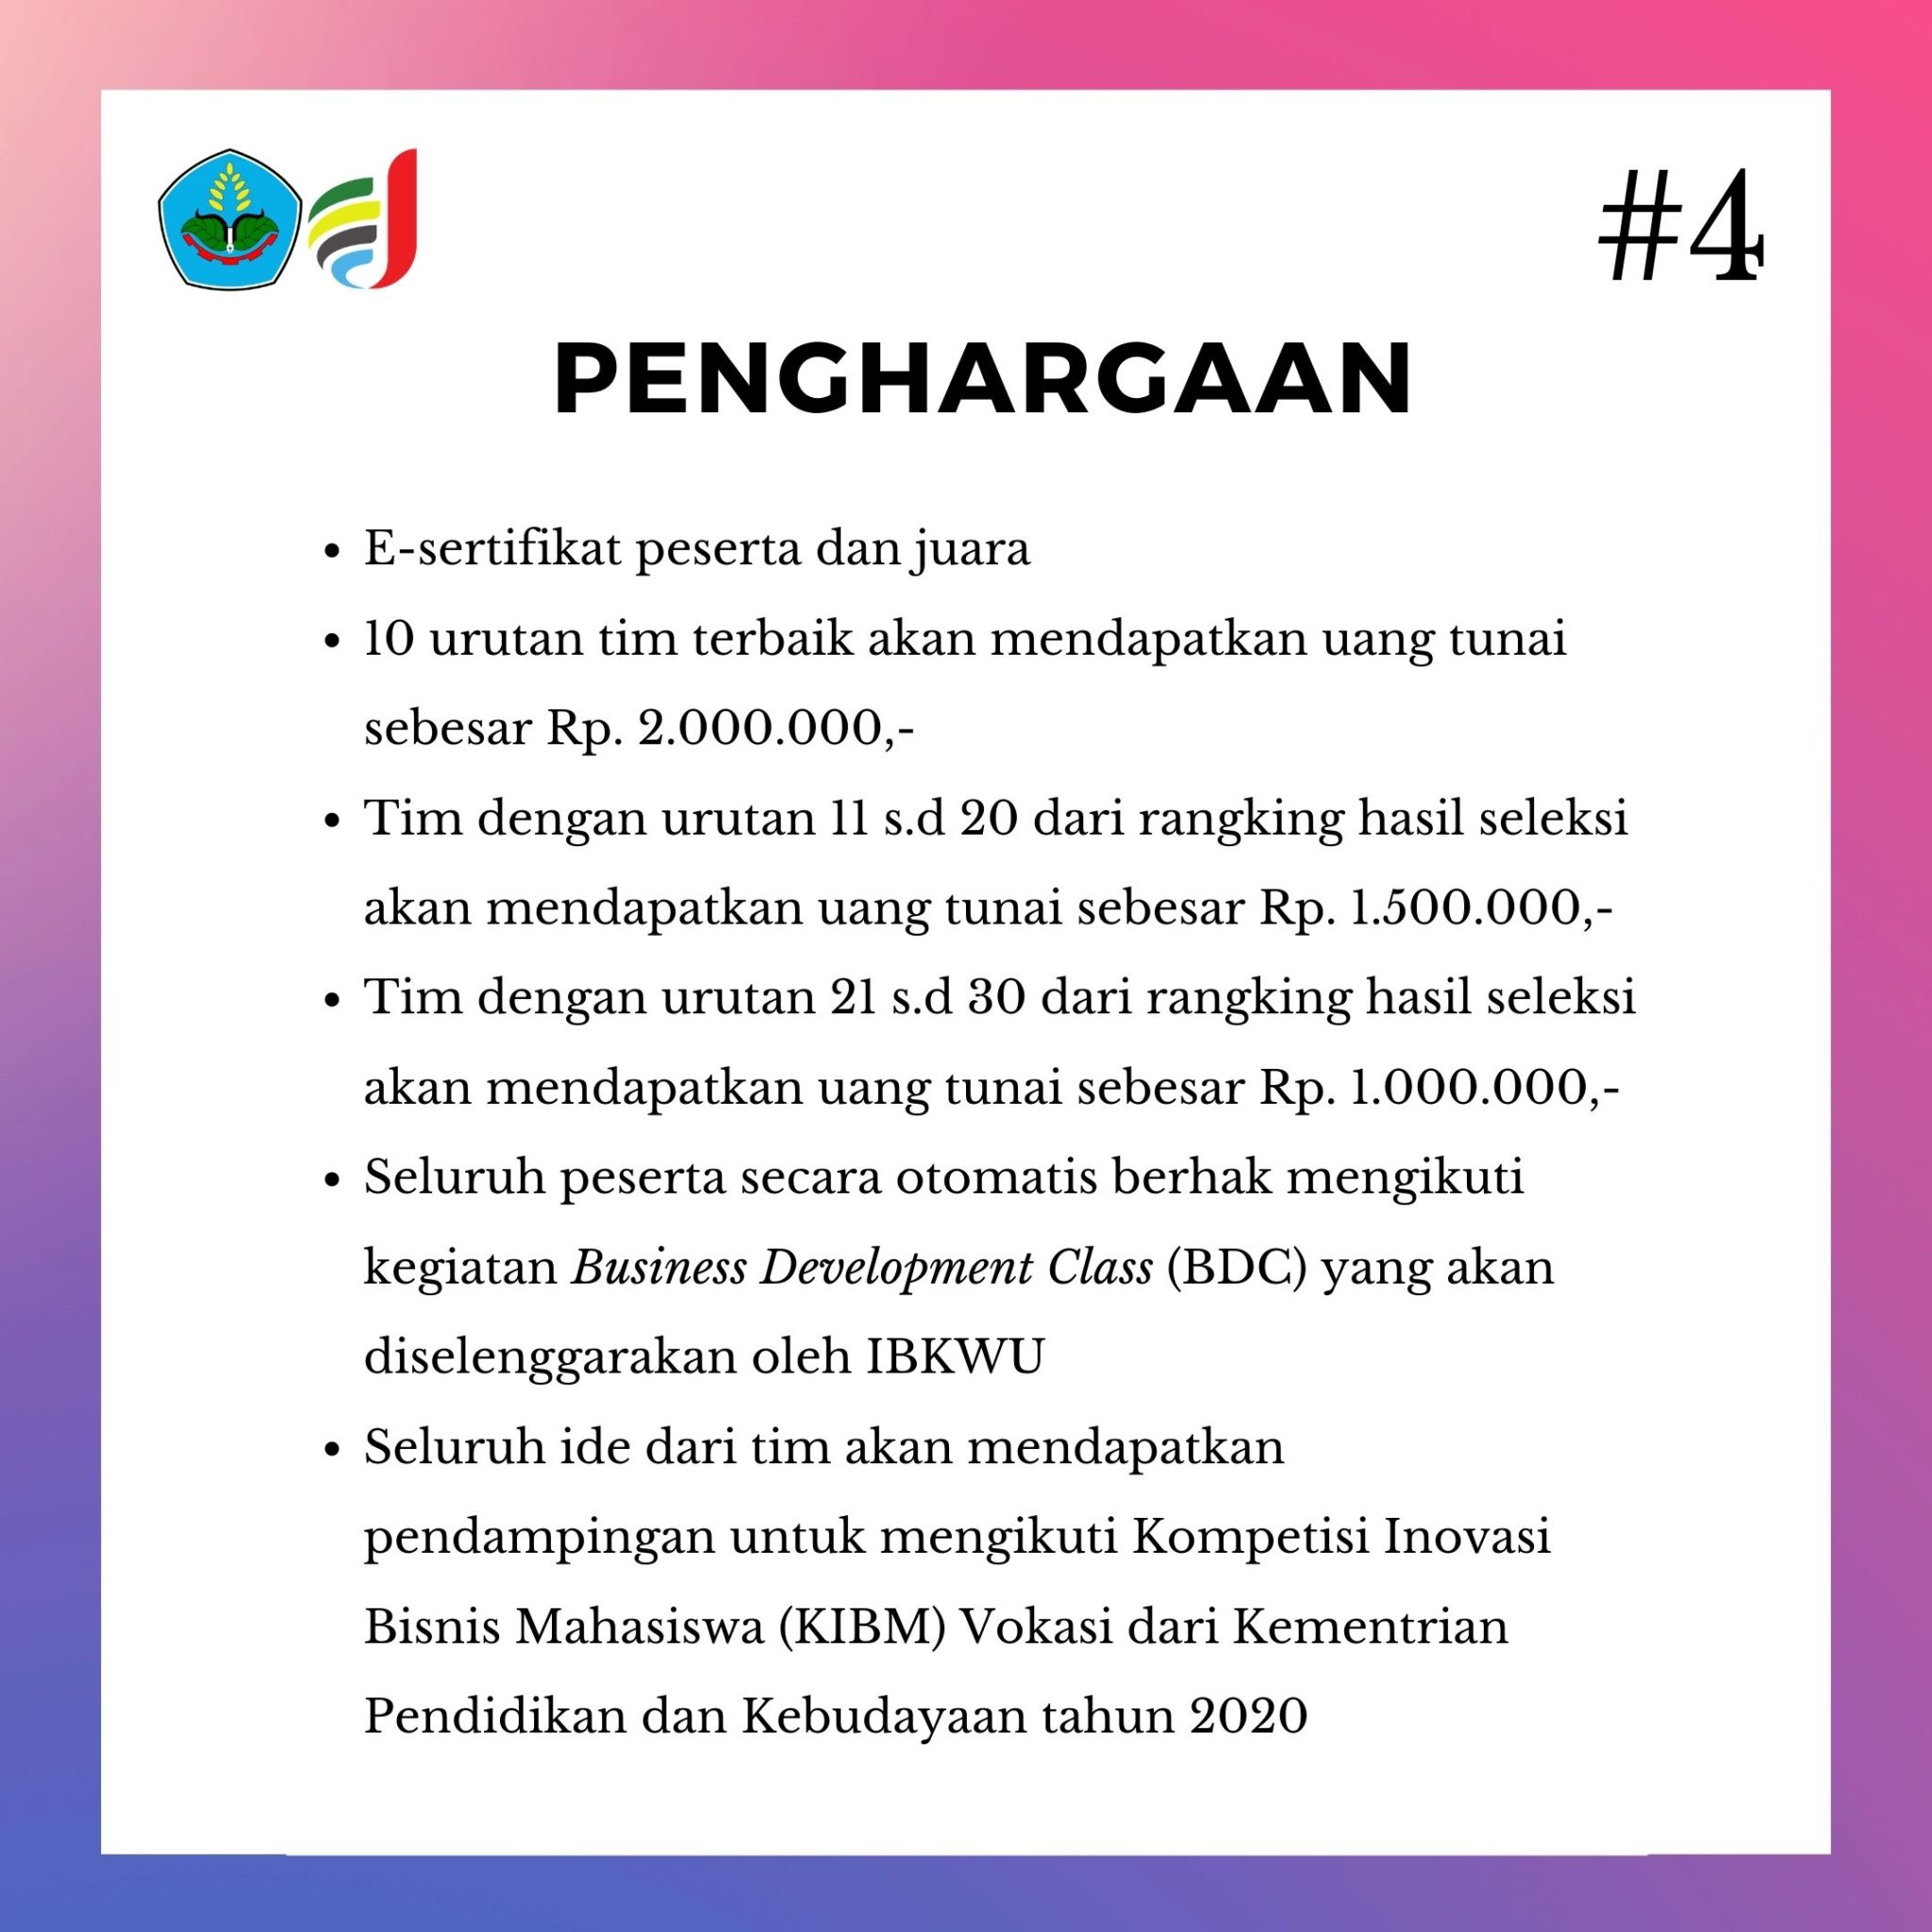 #4
PENGHARGAAN
• E-sertifikat peserta dan juara
• 10 urutan tim terbaik akan mendapatkan uang tunai
sebesar Rp. 2.000.000,-
• Tim dengan urutan 11 s.d 20 dari rangking hasil seleksi
akan mendapatkan uang tunai sebesar Rp. 1.500.000,-
• Tim dengan urutan 21 s.d 30 dari rangking hasil seleksi
akan mendapatkan uang tunai sebesar Rp. 1.000.000,-
• Seluruh peserta secara otomatis berhak mengikuti
kegiatan Business Development Class (BDC) yang akan
diselenggarakan oleh IBKWU
• Seluruh ide dari tim akan mendapatkan
pendampingan untuk mengikuti Kompetisi Inovasi
Bisnis Mahasiswa (KIBM) Vokasi dari Kementrian
Pendidikan dan Kebudayaan tahun 2020